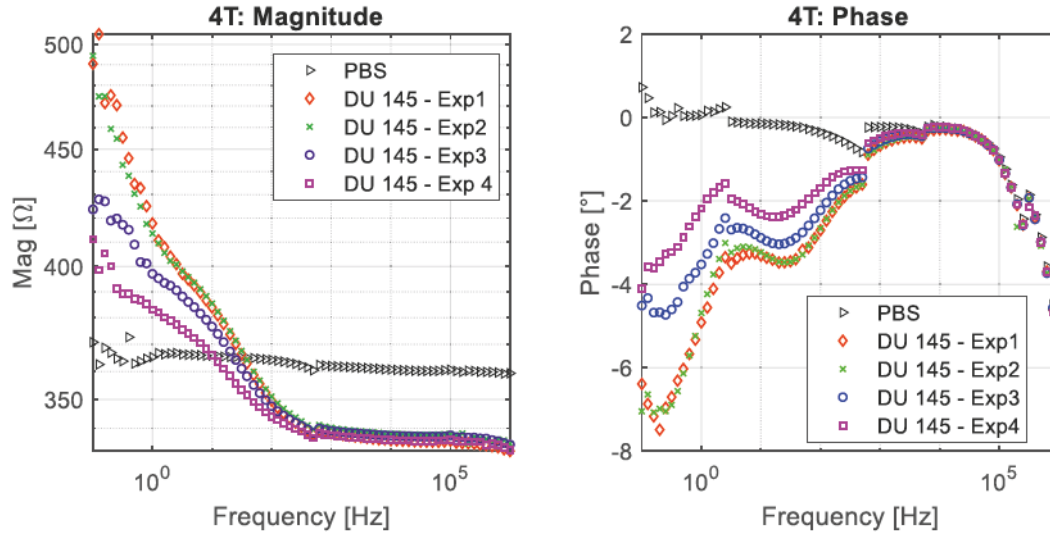 4T: Magnitude
500
450
400
350
Mag [Ω]
PBS
DU 145 - Exp1
DU 145 - Exp2
DU 145 - Exp3
DU 145 - Exp 4
10^0
10^5
Frequency [Hz]
4T: Phase
2
0
-2
-4
-6
-8
Phase [°]
PBS
DU 145 - Exp1
DU 145 - Exp2
DU 145 - Exp3
DU 145 - Exp4
10^0
10^5
Frequency [Hz]